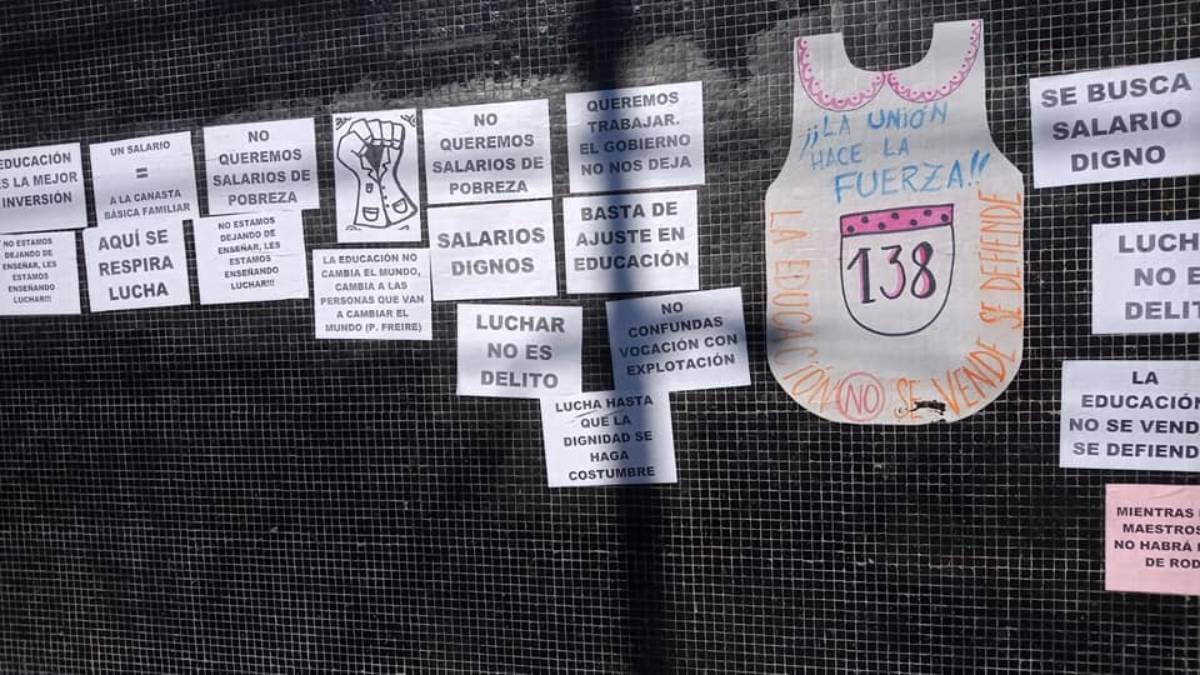 EDUCACIÓN
ES LA MEJOR
INVERSIÓN
UN SALARIO
=
A LA CANASTA
BÁSICA FAMILIAR
NO
QUEREMOS
SALARIOS DE
POBREZA
NO
QUEREMOS
SALARIOS DE
POBREZA
QUEREMOS
TRABAJAR.
EL GOBIERNO
NO NOS DEJA
NO ESTAMOS
DEJANDO DE
ENSEÑAR, LES
ESTAMOS
ENSEÑANDO
LUCHAR!!!
AQUÍ SE
RESPIRA
LUCHA
NO ESTAMOS
DEJANDO DE
ENSEÑAR, LES
ESTAMOS
ENSEÑANDO
LUCHAR!!!
LA EDUCACIÓN NO
CAMBIA EL MUNDO,
CAMBIA A LAS
PERSONAS QUE VAN
A CAMBIAR EL
MUNDO (P. FREIRE)
SALARIOS
DIGNOS
BASTA DE
AJUSTE EN
EDUCACIÓN
LUCHAR
NO ES
DELITO
NO
CONFUNDAS
VOCACIÓN CON
EXPLOTACIÓN
LUCHA HASTA
QUE LA
DIGNIDAD SE
HAGA
COSTUMBRE
¡¡LA UNIÓN
HACE LA
FUERZA!!
138
LA EDUCACIÓN NO SE VENDE SE DEFIENDE
SE BUSCA
SALARIO
DIGNO
LUCH
NO E
DELIT
LA
EDUCACIÓN
NO SE VEND
SE DEFIEND
MIENTRAS
MAESTROS
NO HABRÁ
DE ROD